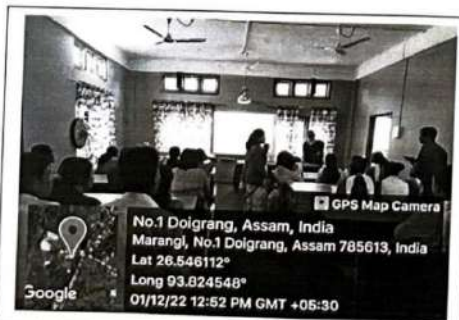 GPS Map Camera
No.1 Doigrang, Assam, India
Marangi, No.1 Doigrang, Assam 785613, India
Lat 26.546112°
Long 93.824548°
01/12/22 12:52 PM GMT +05:30
Google